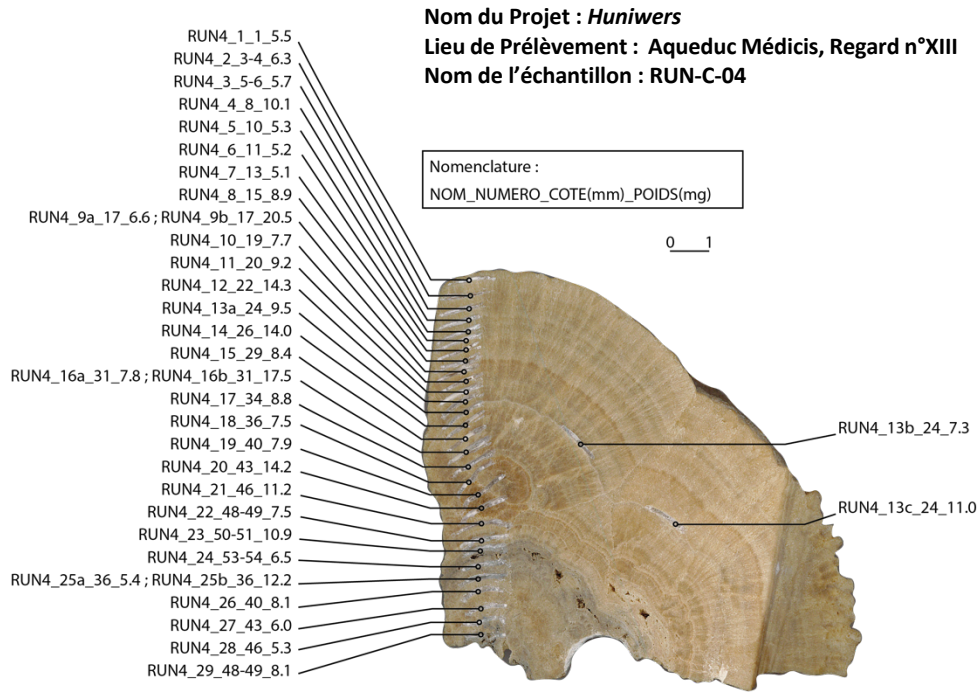 Nom du Projet : Huniwers
Lieu de Prélèvement : Aqueduc Médicis, Regard n°XIII
Nom de l'échantillon : RUN-C-04
Nomenclature :
NOM_NUMERO_COTE(mm)_POIDS(mg)
0 1
RUN4_1_1_5.5
RUN4_2_3-4_6.3
RUN4_3_5-6_5.7
RUN4_4_8_10.1
RUN4_5_10_5.3
RUN4_6_11_5.2
RUN4_7_13_5.1
RUN4_8_15_8.9
RUN4_9a_17_6.6 ; RUN4_9b_17_20.5
RUN4_10_19_7.7
RUN4_11_20_9.2
RUN4_12_22_14.3
RUN4_13a_24_9.5
RUN4_14_26_14.0
RUN4_15_29_8.4
RUN4_16a_31_7.8 ; RUN4_16b_31_17.5
RUN4_17_34_8.8
RUN4_18_36_7.5
RUN4_19_40_7.9
RUN4_20_43_14.2
RUN4_21_46_11.2
RUN4_22_48-49_7.5
RUN4_23_50-51_10.9
RUN4_24_53-54_6.5
RUN4_25a_36_5.4 ; RUN4_25b_36_12.2
RUN4_26_40_8.1
RUN4_27_43_6.0
RUN4_28_46_5.3
RUN4_29_48-49_8.1
RUN4_13b_24_7.3
RUN4_13c_24_11.0